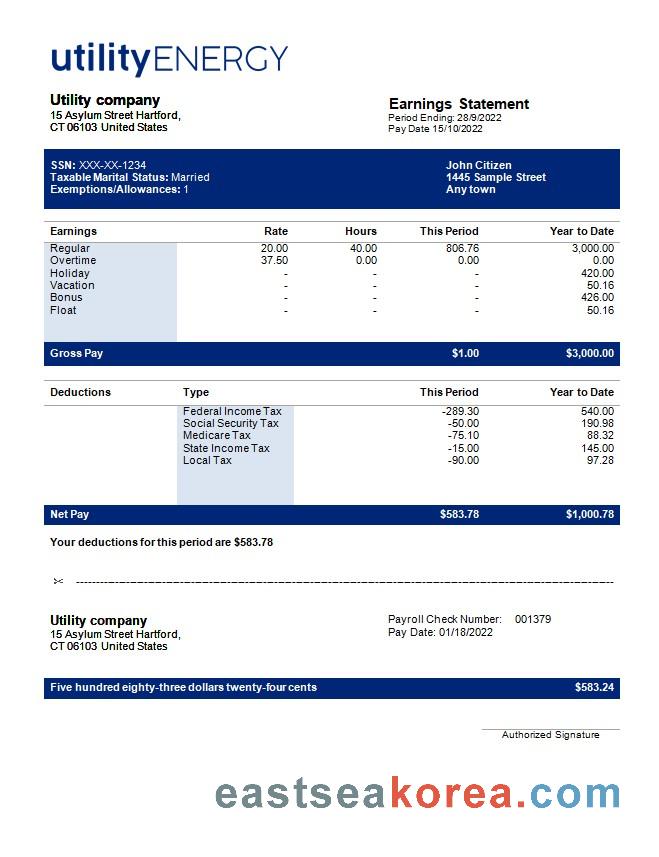 utilityENERGY
Utility company
15 Asylum Street Hartford,
CT 06103 United States
Earnings Statement
Period Ending: 28/9/2022
Pay Date 15/10/2022
SSN: XXX-XX-1234
Taxable Marital Status: Married
Exemptions/Allowances: 1
John Citizen
1445 Sample Street
Any town
Earnings Rate Hours This Period Year to Date
Regular 20.00 40.00 806.76 3,000.00
Overtime 37.50 0.00 0.00 0.00
Holiday - - - 420.00
Vacation - - - 50.16
Bonus - - - 426.00
Float - - - 50.16
Gross Pay $1.00 $3,000.00
Deductions Type This Period Year to Date
Federal Income Tax -289.30 540.00
Social Security Tax -50.00 190.98
Medicare Tax -75.10 88.32
State Income Tax -15.00 145.00
Local Tax -90.00 97.28
Net Pay $583.78 $1,000.78
Your deductions for this period are $583.78
Utility company
15 Asylum Street Hartford,
CT 06103 United States
Payroll Check Number: 001379
Pay Date: 01/18/2022
Five hundred eighty-three dollars twenty-four cents $583.24
Authorized Signature
eastseakorea.com